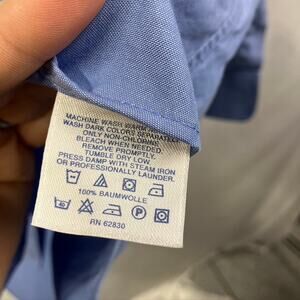 MACHINE WASH WARM
WASH DARK COLORS SEPARATELY
ONLY NON-CHLORINE
BLEACH WHEN NEEDED.
REMOVE PROMPTLY.
TUMBLE DRY LOW.
PRESS DAMP WITH STEAM IRON
OR PROFESSIONALLY LAUNDER.
100% BAUMWOLLE
40 P
RN 62830